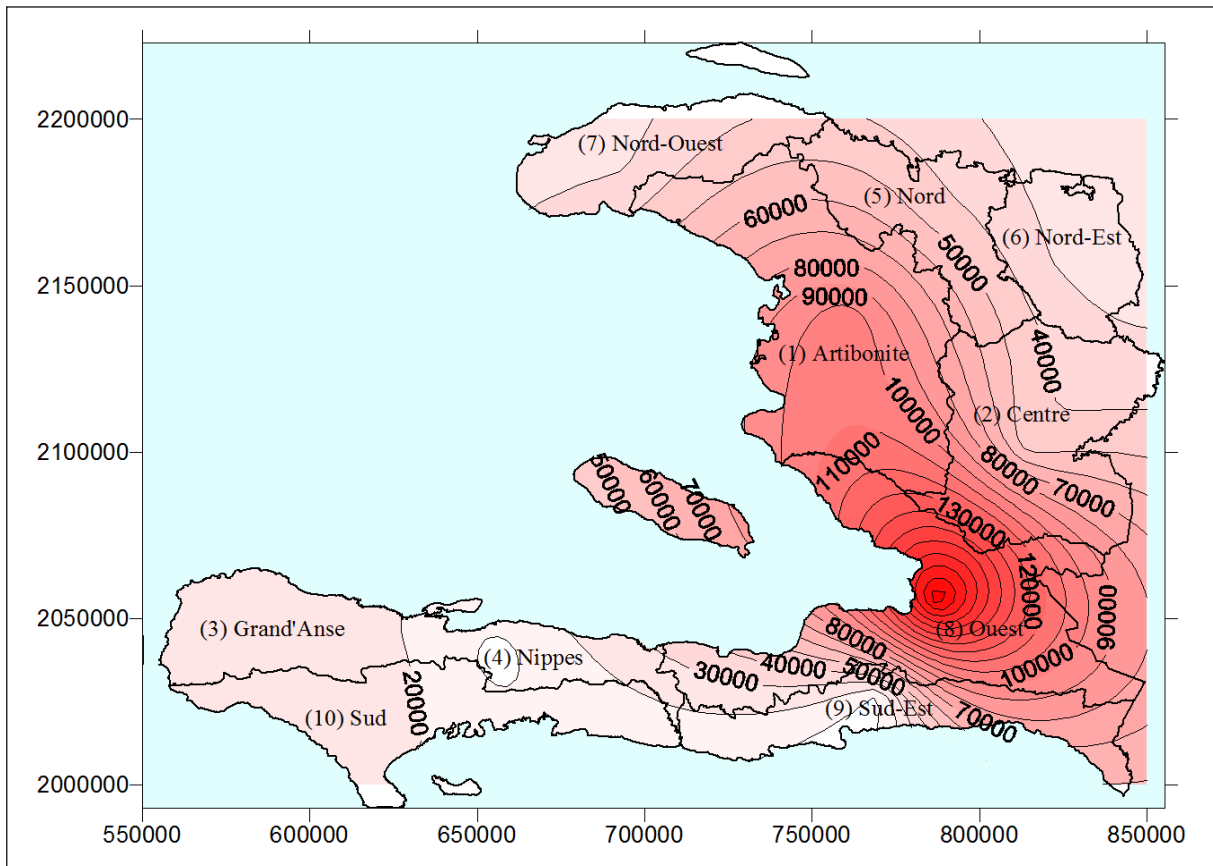 2200000
(7) Nord-Ouest
(5) Nord
60000
(6) Nord-Est
50000
2150000
80000
90000
(1) Artibonite
40000
100000
(2) Centre
2100000
110000
80000
70000
50000
60000
70000
130000
120000
90000
2050000
(3) Grand'Anse
(8) Ouest
80000
(4) Nippes
30000
40000
50000
100000
20000
(10) Sud
(9) Sud-Est
70000
2000000
550000 600000 650000 700000 750000 800000 850000